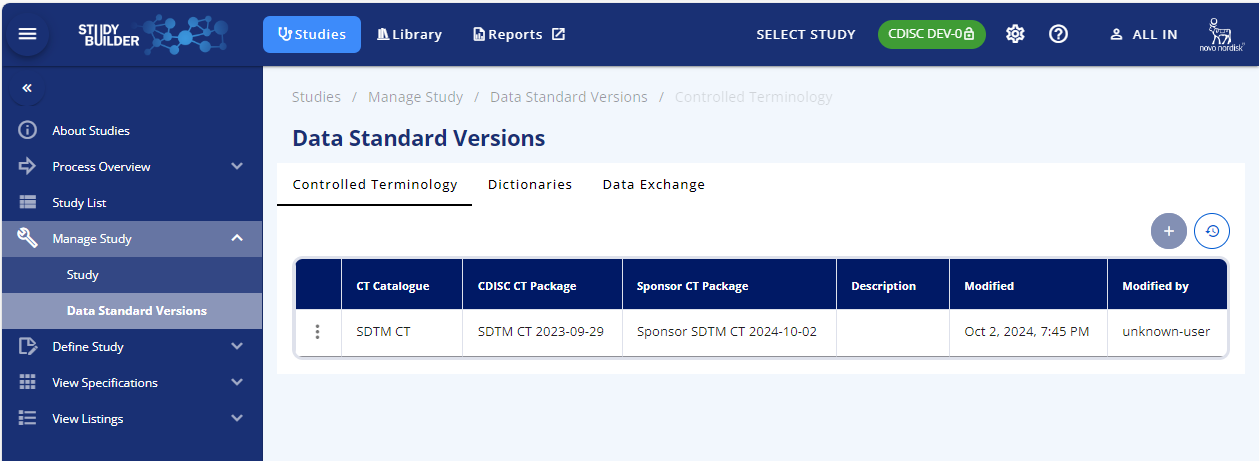 STUDY
BUILDER
Studies
Library
Reports
SELECT STUDY
CDISC DEV-0
ALL IN
novo nordisk
About Studies
Process Overview
Study List
Manage Study
Study
Data Standard Versions
Define Study
View Specifications
View Listings
Studies / Manage Study / Data Standard Versions / Controlled Terminology
Data Standard Versions
Controlled Terminology Dictionaries Data Exchange
CT Catalogue CDISC CT Package Sponsor CT Package Description Modified Modified by
SDTM CT SDTM CT 2023-09-29 Sponsor SDTM CT 2024-10-02 Oct 2, 2024, 7:45 PM unknown-user